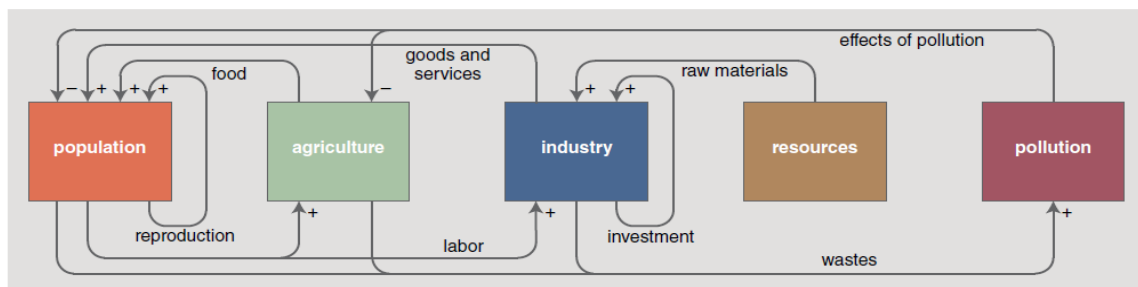 effects of pollution
goods and
services
food
raw materials
– + + +
–
+ +
population
agriculture
industry
resources
pollution
+
+
+
reproduction
labor
investment
wastes